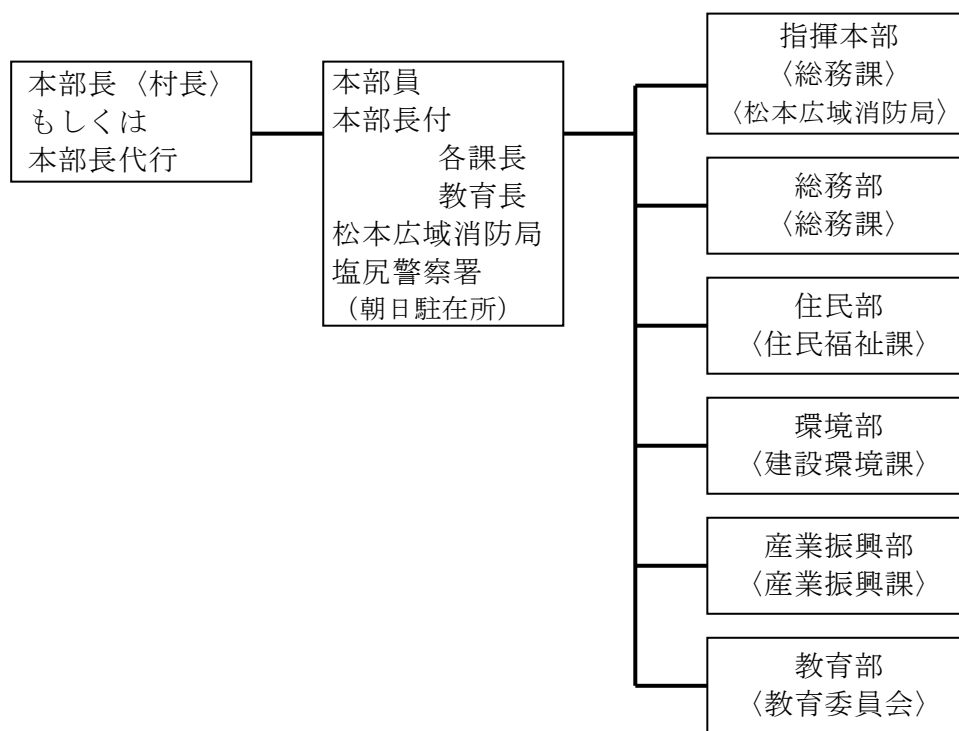 本部長〈村長〉
もしくは
本部長代行
本部員
本部長付
各課長
教育長
松本広域消防局
塩尻警察署
（朝日駐在所）
指揮本部
〈総務課〉
〈松本広域消防局〉
総務部
〈総務課〉
住民部
〈住民福祉課〉
環境部
〈建設環境課〉
産業振興部
〈産業振興課〉
教育部
〈教育委員会〉